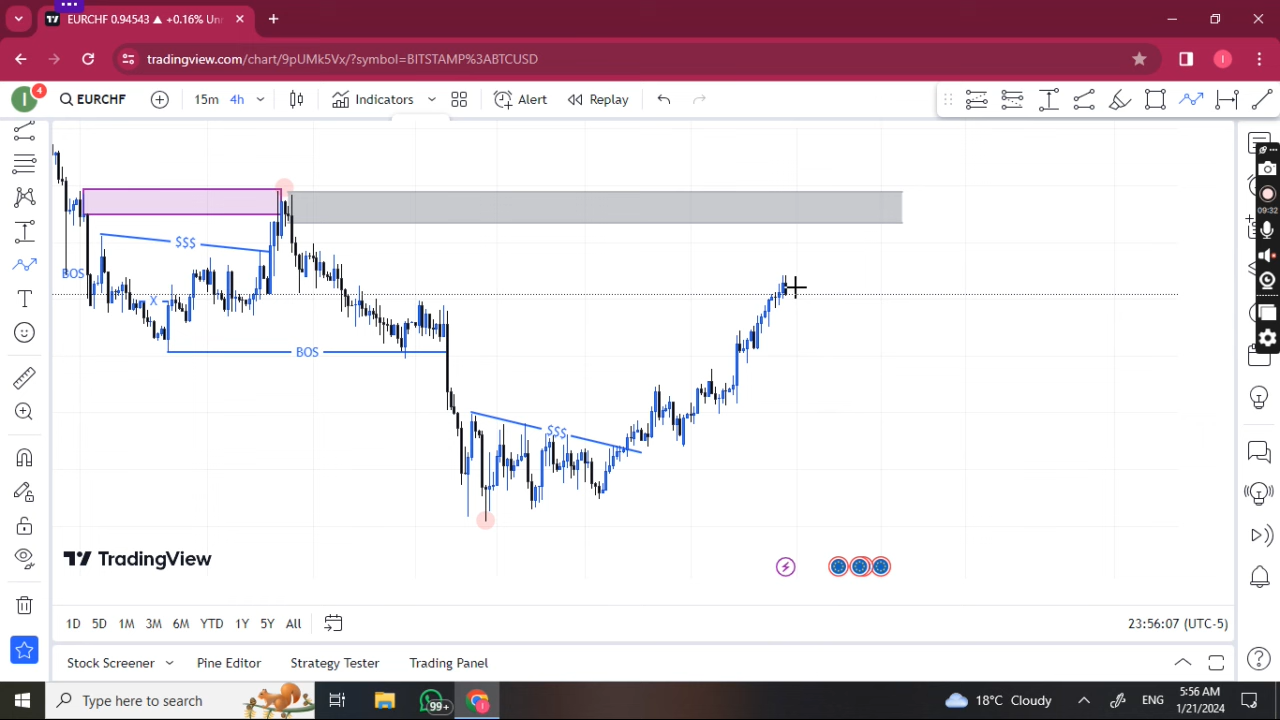 EURCHF 0.94543 ▲ +0.16% Un
tradingview.com/chart/9pUMk5Vx/?symbol=BITSTAMP%3ABTCUSD
I 4 EURCHF 15m 4h Indicators Alert Replay
09:32
$$$
BOS
X
BOS
$$$
TradingView
1D 5D 1M 3M 6M YTD 1Y 5Y All
23:56:07 (UTC-5)
Stock Screener Pine Editor Strategy Tester Trading Panel
Type here to search
99+
18°C Cloudy
ENG
5:56 AM
1/21/2024